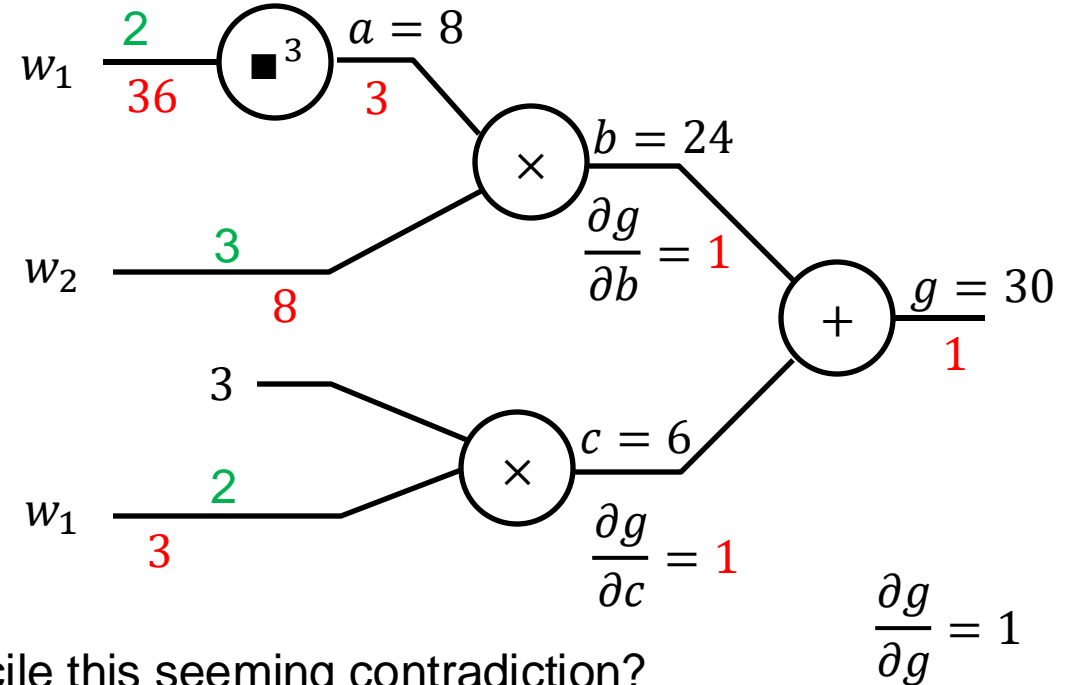 2
w₁
36
■³
a = 8
3
×
b = 24
∂g/∂b = 1
3
w₂
8
+
g = 30
1
3
×
c = 6
2
w₁
3
∂g/∂c = 1
∂g/∂g = 1
this seeming contradiction?